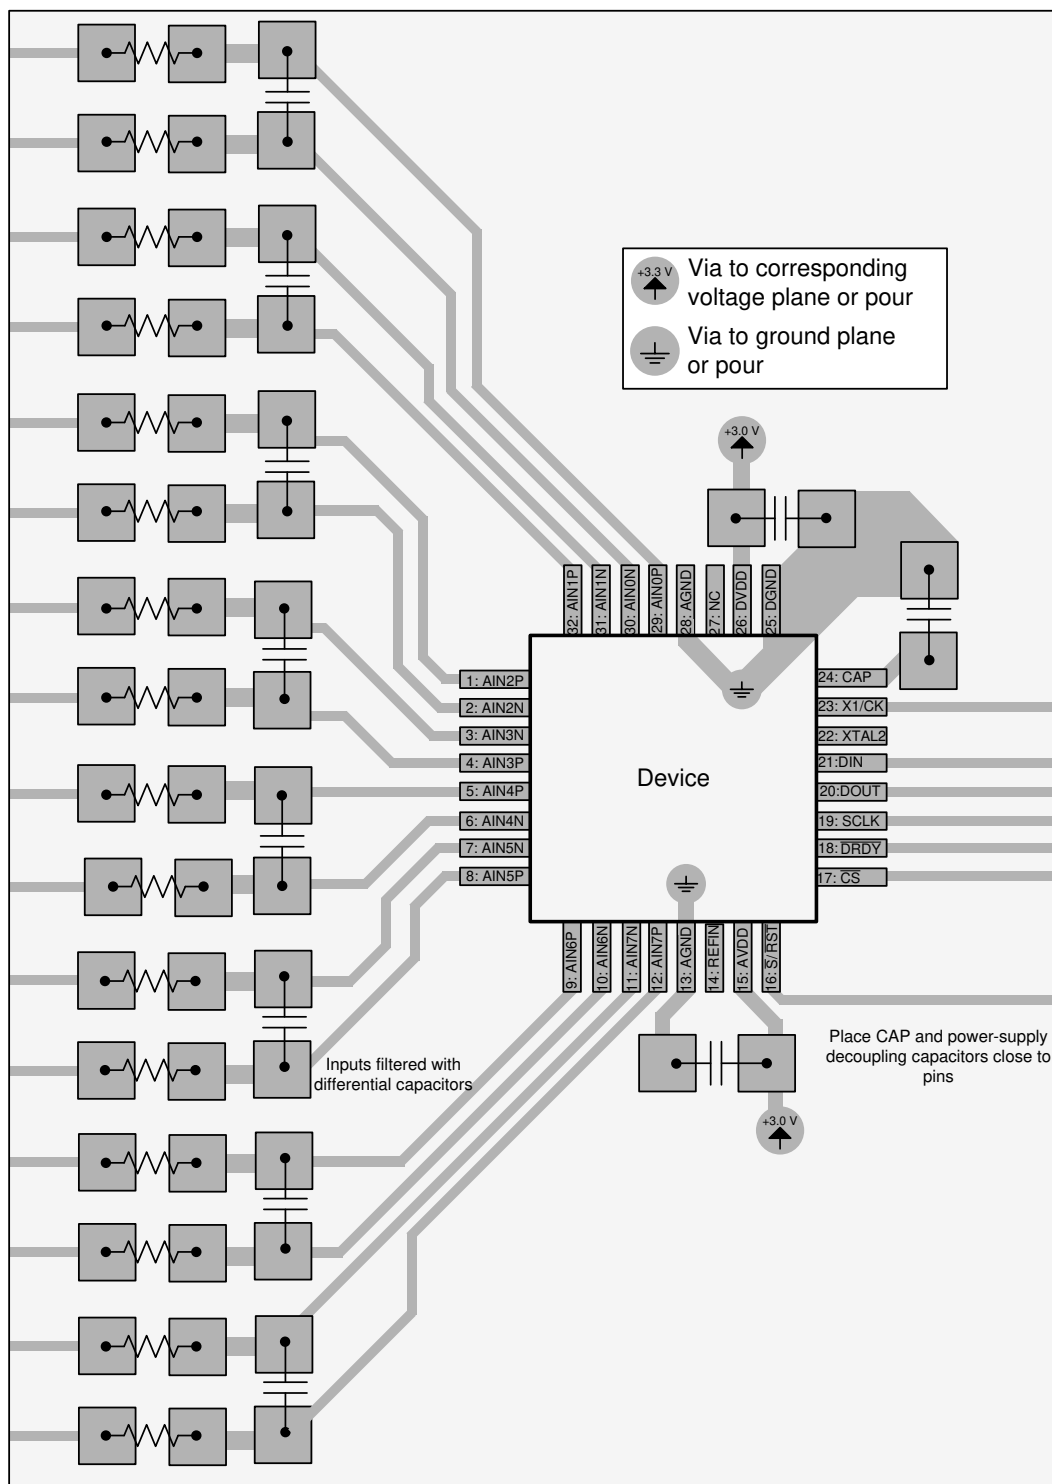 +3.3 V
Via to corresponding
voltage plane or pour
Via to ground plane
or pour
+3.0 V
32: AIN1P
31: AIN1N
30: AIN0N
29: AIN0P
28: AGND
27: NC
26: DVDD
25: DGND
1: AIN2P
2: AIN2N
3: AIN3N
4: AIN3P
5: AIN4P
6: AIN4N
7: AIN5N
8: AIN5P
Device
24: CAP
23: X1/CK
22: XTAL2
21:DIN
20:DOUT
19: SCLK
18: DRDY
17: CS
9: AIN6P
10: AIN6N
11: AIN7N
12: AIN7P
13: AGND
14: REFIN
15: AVDD
16: S/RST
Inputs filtered with
differential capacitors
Place CAP and power-supply
decoupling capacitors close to
pins
+3.0 V